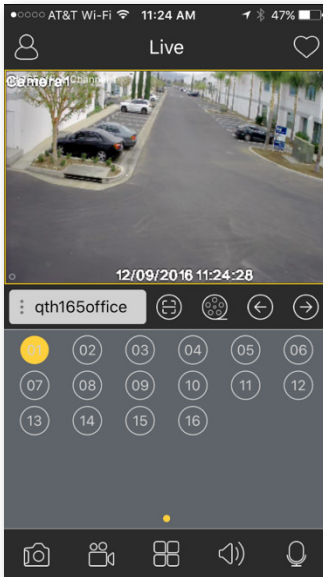 AT&T Wi-Fi 11:24 AM 47%
Live
Camera1
12/09/2016 11:24:28
qth165office
01 02 03 04 05 06
07 08 09 10 11 12
13 14 15 16